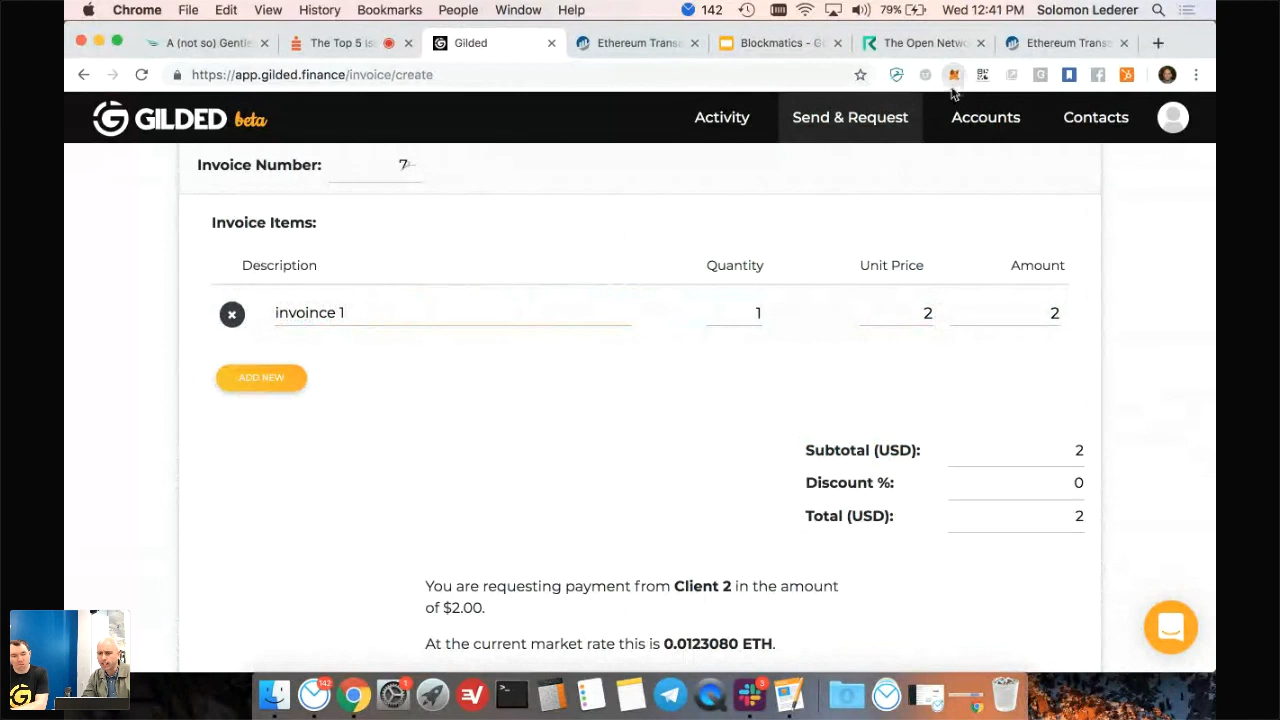 Chrome File Edit View History Bookmarks People Window Help 142 79% Wed 12:41 PM Solomon Lederer
A (not so) Gentle The Top 5 Is Gilded Ethereum Trans Blockmatics - G The Open Netw Ethereum Trans
https://app.gilded.finance/invoice/create
GILDED beta Activity Send & Request Accounts Contacts
Invoice Number: 7
Invoice Items:
Description Quantity Unit Price Amount
invoince 1 1 2 2
ADD NEW
Subtotal (USD): 2
Discount %: 0
Total (USD): 2
You are requesting payment from Client 2 in the amount
of $2.00.
At the current market rate this is 0.0123080 ETH.
142 1 3